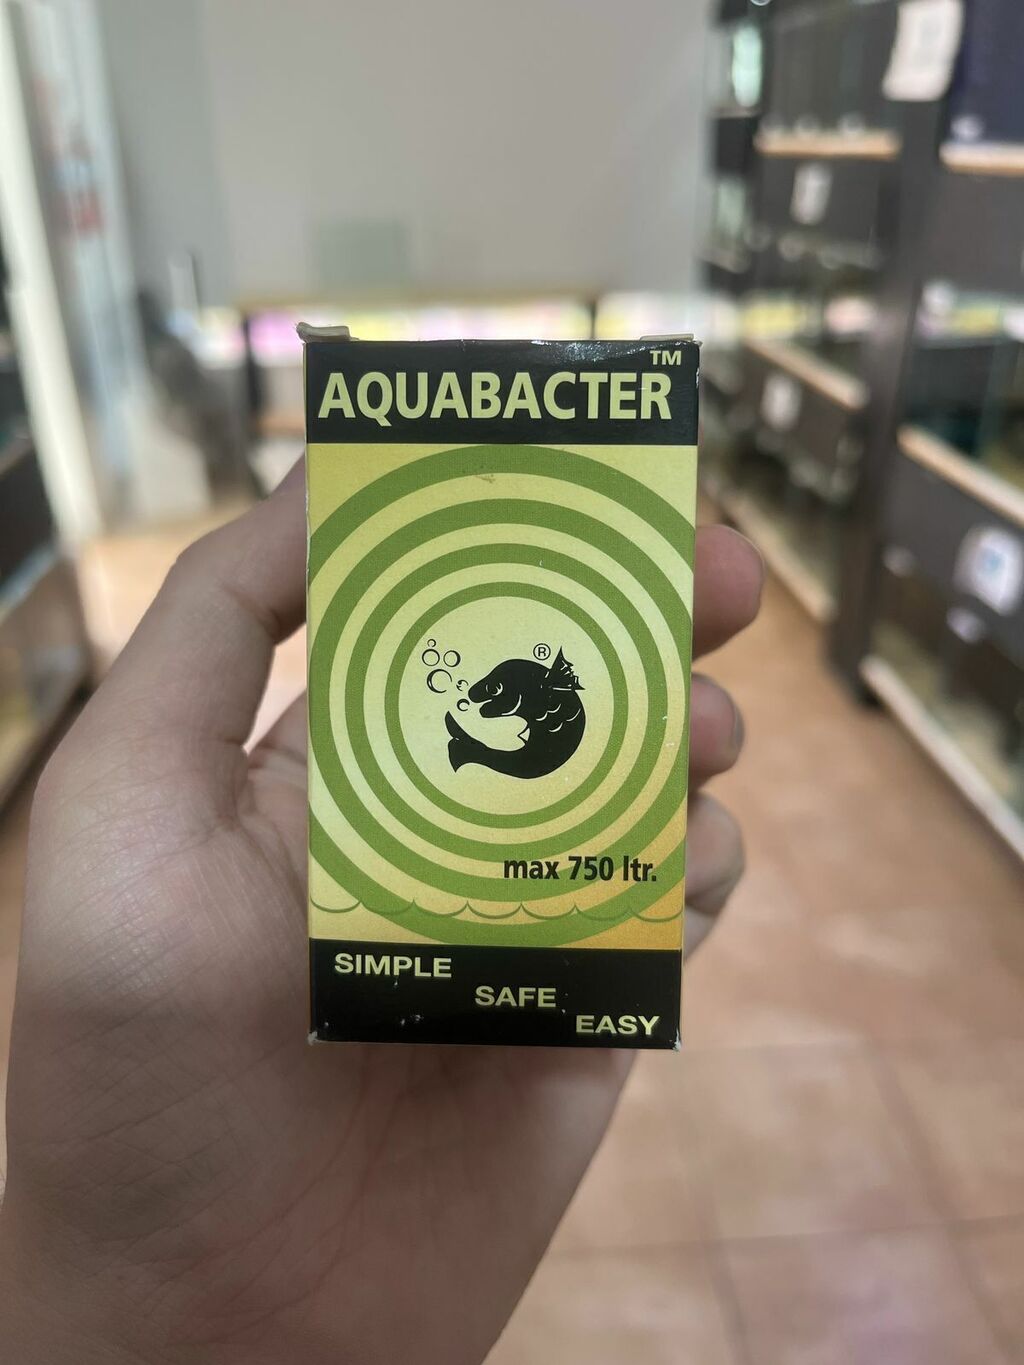 AQUABACTER™
®
max 750 ltr.
SIMPLE
SAFE
EASY